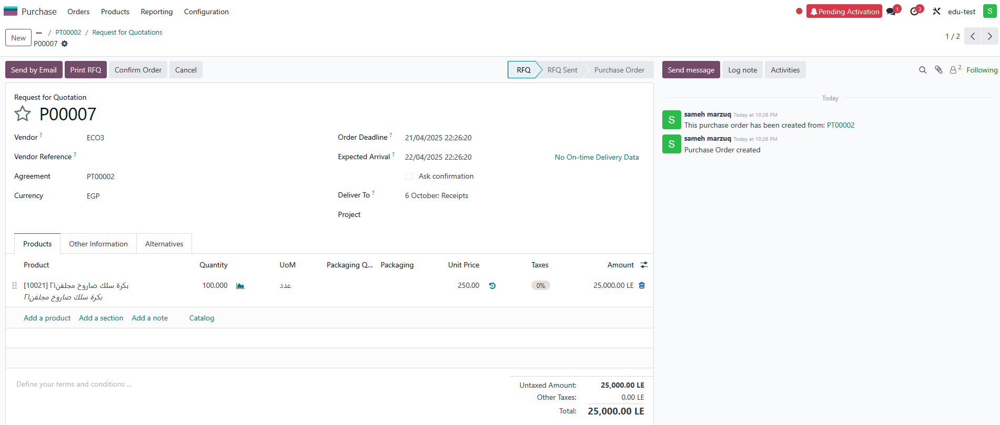 Purchase Orders Products Reporting Configuration
Pending Activation 1 3 edu-test S
New ... / PT00002 / Request for Quotations
P00007
1 / 2
Send by Email Print RFQ Confirm Order Cancel
RFQ RFQ Sent Purchase Order
Send message Log note Activities 2 Following
Request for Quotation
P00007
Vendor ? ECO3
Vendor Reference ?
Agreement PT00002
Currency EGP
Order Deadline ? 21/04/2025 22:26:20
Expected Arrival ? 22/04/2025 22:26:20 No On-time Delivery Data
Ask confirmation
Deliver To ? 6 October: Receipts
Project
Products Other Information Alternatives
Product Quantity UoM Packaging Q... Packaging Unit Price Taxes Amount
[10021] بكرة سلك صاروخ مجلفن٢١ 100.000 عدد 250.00 0% 25,000.00 LE
بكرة سلك صاروخ مجلفن٢١
Add a product Add a section Add a note Catalog
Define your terms and conditions ...
Untaxed Amount: 25,000.00 LE
Other Taxes: 0.00 LE
Total: 25,000.00 LE
Today
S sameh marzuq Today at 10:26 PM
This purchase order has been created from: PT00002
S sameh marzuq Today at 10:26 PM
Purchase Order created